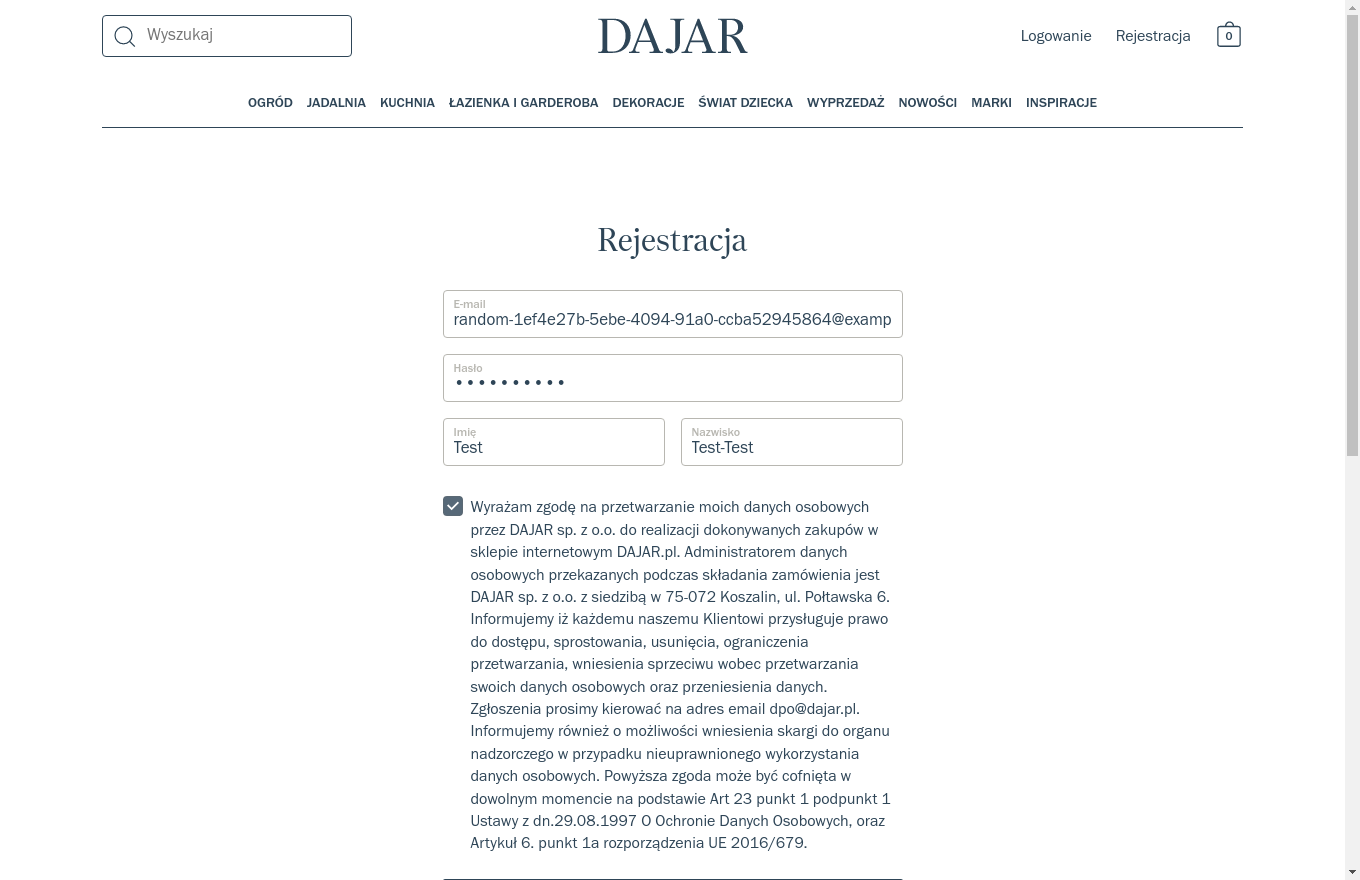 Wyszukaj
DAJAR
Logowanie
Rejestracja
0
OGRÓD
JADALNIA
KUCHNIA
ŁAZIENKA I GARDEROBA
DEKORACJE
ŚWIAT DZIECKA
WYPRZEDAŻ
NOWOŚCI
MARKI
INSPIRACJE
Rejestracja
E-mail
random-1ef4e27b-5ebe-4094-91a0-ccba52945864@examp
Hasło
••••••••••
Imię
Test
Nazwisko
Test-Test
Wyrażam zgodę na przetwarzanie moich danych osobowych
przez DAJAR sp. z o.o. do realizacji dokonywanych zakupów w
sklepie internetowym DAJAR.pl. Administratorem danych
osobowych przekazanych podczas składania zamówienia jest
DAJAR sp. z o.o. z siedzibą w 75-072 Koszalin, ul. Połtawska 6.
Informujemy iż każdemu naszemu Klientowi przysługuje prawo
do dostępu, sprostowania, usunięcia, ograniczenia
przetwarzania, wniesienia sprzeciwu wobec przetwarzania
swoich danych osobowych oraz przeniesienia danych.
Zgłoszenia prosimy kierować na adres email dpo@dajar.pl.
Informujemy również o możliwości wniesienia skargi do organu
nadzorczego w przypadku nieuprawnionego wykorzystania
danych osobowych. Powyższa zgoda może być cofnięta w
dowolnym momencie na podstawie Art 23 punkt 1 podpunkt 1
Ustawy z dn.29.08.1997 O Ochronie Danych Osobowych, oraz
Artykuł 6. punkt 1a rozporządzenia UE 2016/679.